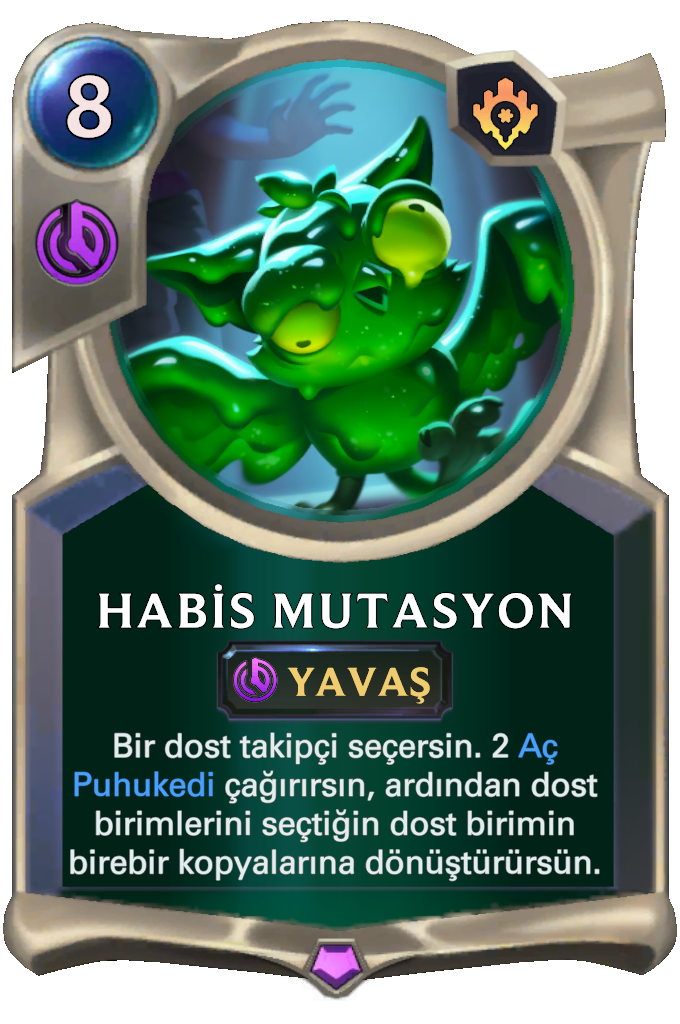 8
HABİS MUTASYON
YAVAŞ
Bir dost takipçi seçersin. 2 Aç
Puhukedi çağırırsın, ardından dost
birimlerini seçtiğin dost birimin
birebir kopyalarına dönüştürürsün.